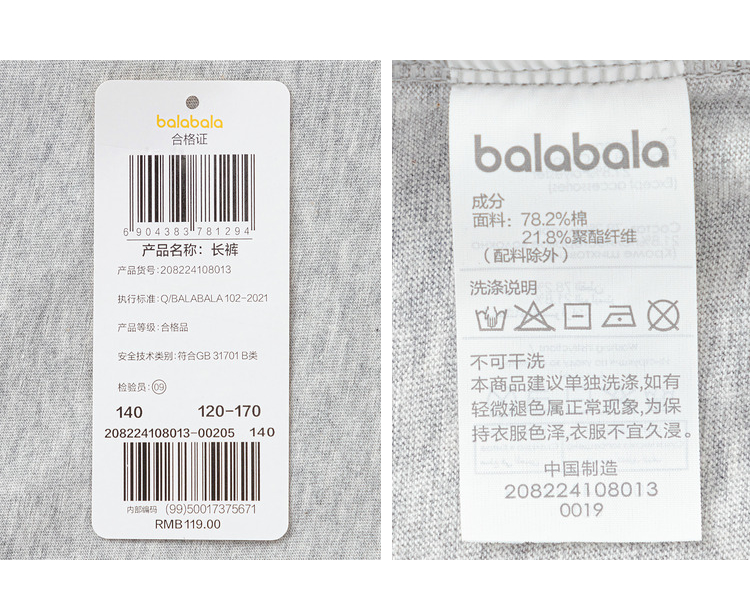 balabala
合格证
6 904383 781294
产品名称：长裤
产品货号：208224108013
执行标准：Q/BALABALA 102-2021
产品等级：合格品
安全技术类别：符合GB 31701 B类
检验员：09
140 120-170
208224108013-00205 140
内部编码 (99)50017375671
RMB119.00
balabala
成分
面料：78.2%棉
21.8%聚酯纤维
（配料除外）
洗涤说明
不可干洗
本商品建议单独洗涤,如有
轻微褪色属正常现象,为保
持衣服色泽,衣服不宜久浸。
中国制造
208224108013
0019